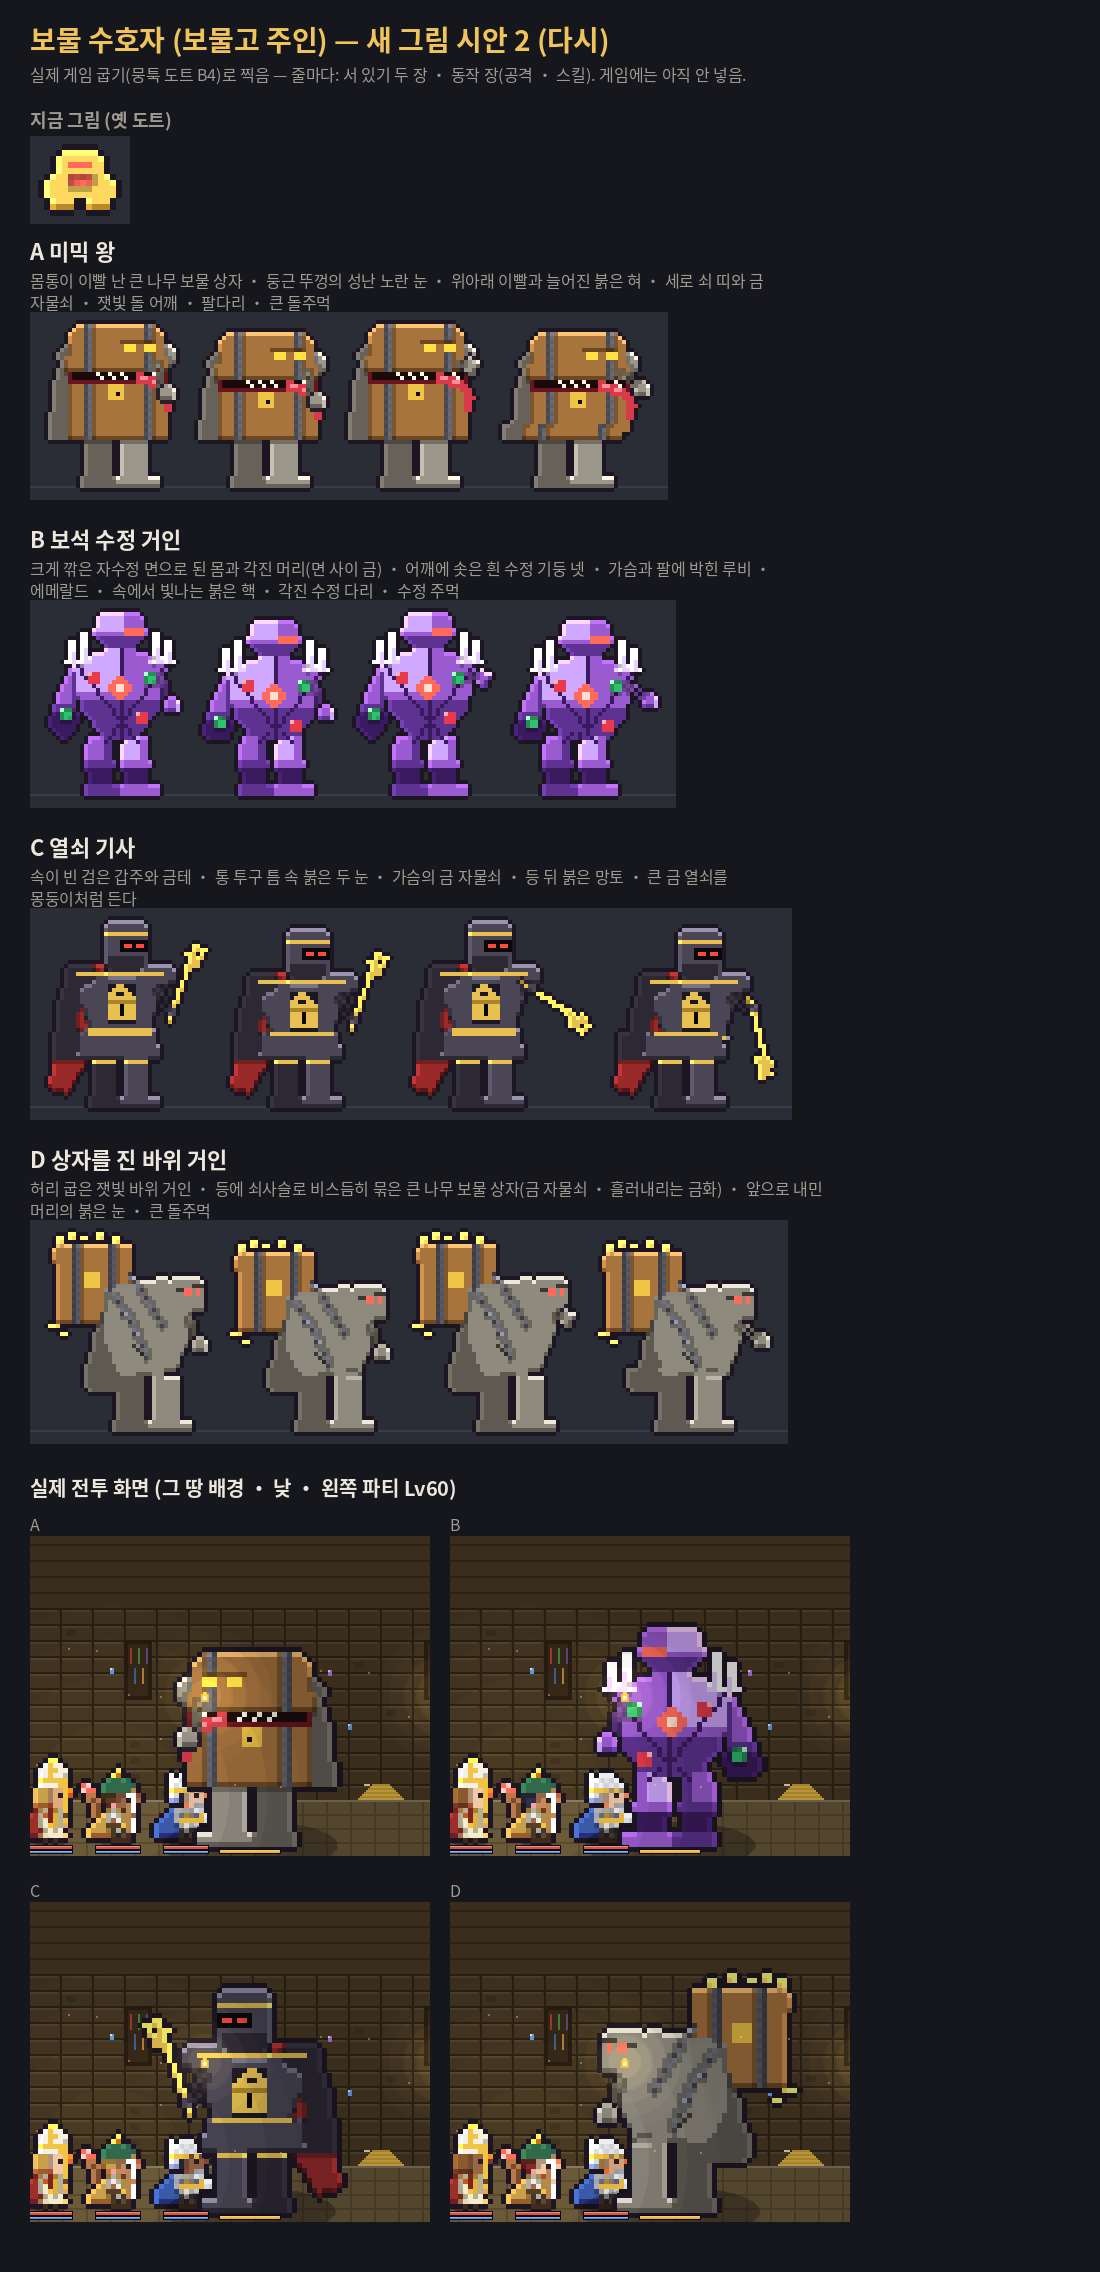 보물 수호자 (보물고 주인) — 새 그림 시안 2 (다시)
실제 게임 굽기(뭉툭 도트 B4)로 찍음 — 줄마다: 서 있기 두 장 · 동작 장(공격 · 스킬). 게임에는 아직 안 넣음.
지금 그림 (옛 도트)
A 미믹 왕
몸통이 이빨 난 큰 나무 보물 상자 · 둥근 뚜껑의 성난 노란 눈 · 위아래 이빨과 늘어진 붉은 혀 · 세로 쇠 띠와 금
자물쇠 · 잿빛 돌 어깨 · 팔다리 · 큰 돌주먹
B 보석 수정 거인
크게 깎은 자수정 면으로 된 몸과 각진 머리(면 사이 금) · 어깨에 솟은 흰 수정 기둥 넷 · 가슴과 팔에 박힌 루비 ·
에메랄드 · 속에서 빛나는 붉은 핵 · 각진 수정 다리 · 수정 주먹
C 열쇠 기사
속이 빈 검은 갑주와 금테 · 통 투구 틈 속 붉은 두 눈 · 가슴의 금 자물쇠 · 등 뒤 붉은 망토 · 큰 금 열쇠를
몽둥이처럼 든다
D 상자를 진 바위 거인
허리 굽은 잿빛 바위 거인 · 등에 쇠사슬로 비스듬히 묶은 큰 나무 보물 상자(금 자물쇠 · 흘러내리는 금화) · 앞으로 내민
머리의 붉은 눈 · 큰 돌주먹
실제 전투 화면 (그 땅 배경 · 낮 · 왼쪽 파티 Lv60)
A
B
C
D